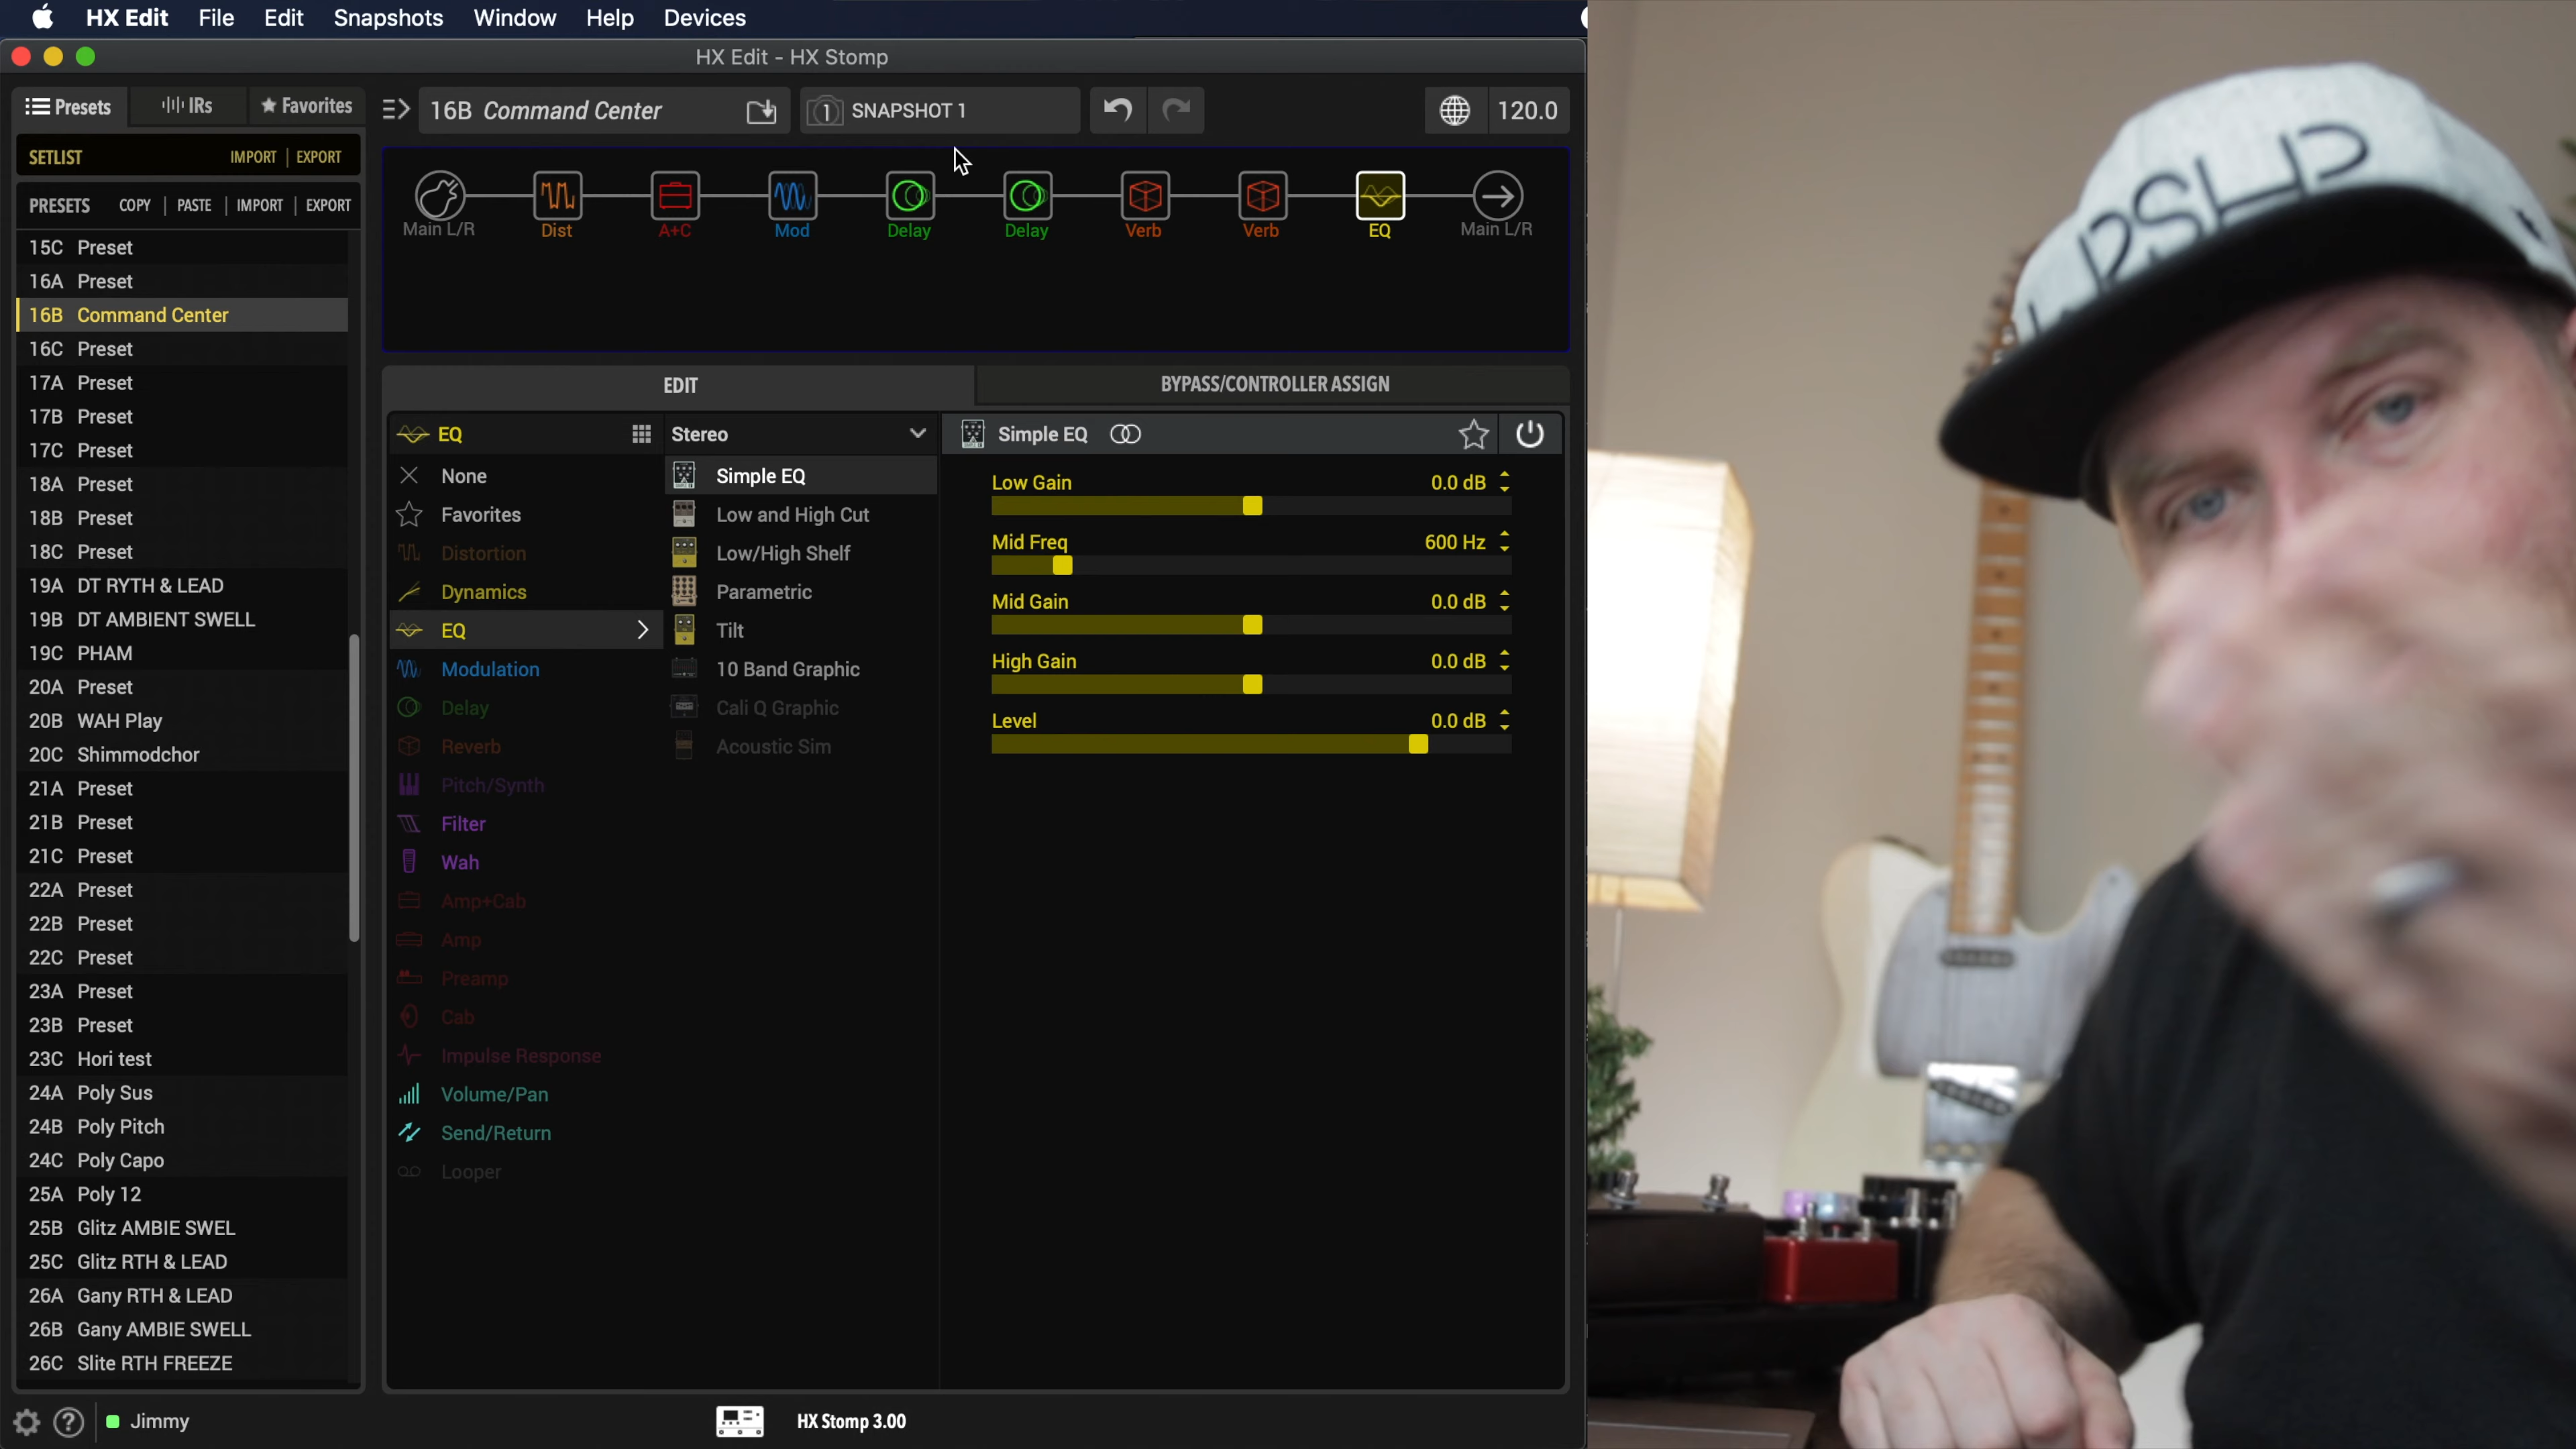 HX Edit File Edit Snapshots Window Help Devices
HX Edit - HX Stomp
Presets IRs Favorites
16B Command Center 1 SNAPSHOT 1 120.0
SETLIST IMPORT EXPORT
PRESETS COPY PASTE IMPORT EXPORT
Main L/R Dist A+C Mod Delay Delay Verb Verb EQ Main L/R
15C Preset
16A Preset
16B Command Center
16C Preset
17A Preset
17B Preset
17C Preset
18A Preset
18B Preset
18C Preset
19A DT RYTH & LEAD
19B DT AMBIENT SWELL
19C PHAM
20A Preset
20B WAH Play
20C Shimmodchor
21A Preset
21B Preset
21C Preset
22A Preset
22B Preset
22C Preset
23A Preset
23B Preset
23C Hori test
24A Poly Sus
24B Poly Pitch
24C Poly Capo
25A Poly 12
25B Glitz AMBIE SWEL
25C Glitz RTH & LEAD
26A Gany RTH & LEAD
26B Gany AMBIE SWELL
26C Slite RTH FREEZE
EDIT BYPASS/CONTROLLER ASSIGN
EQ
None
Favorites
Distortion
Dynamics
EQ
Modulation
Delay
Reverb
Pitch/Synth
Filter
Wah
Amp+Cab
Amp
Preamp
Cab
Impulse Response
Volume/Pan
Send/Return
Looper
Stereo
Simple EQ
Low and High Cut
Low/High Shelf
Parametric
Tilt
10 Band Graphic
Cali Q Graphic
Acoustic Sim
Simple EQ
Low Gain 0.0 dB
Mid Freq 600 Hz
Mid Gain 0.0 dB
High Gain 0.0 dB
Level 0.0 dB
Jimmy
HX Stomp 3.00
WRSHP